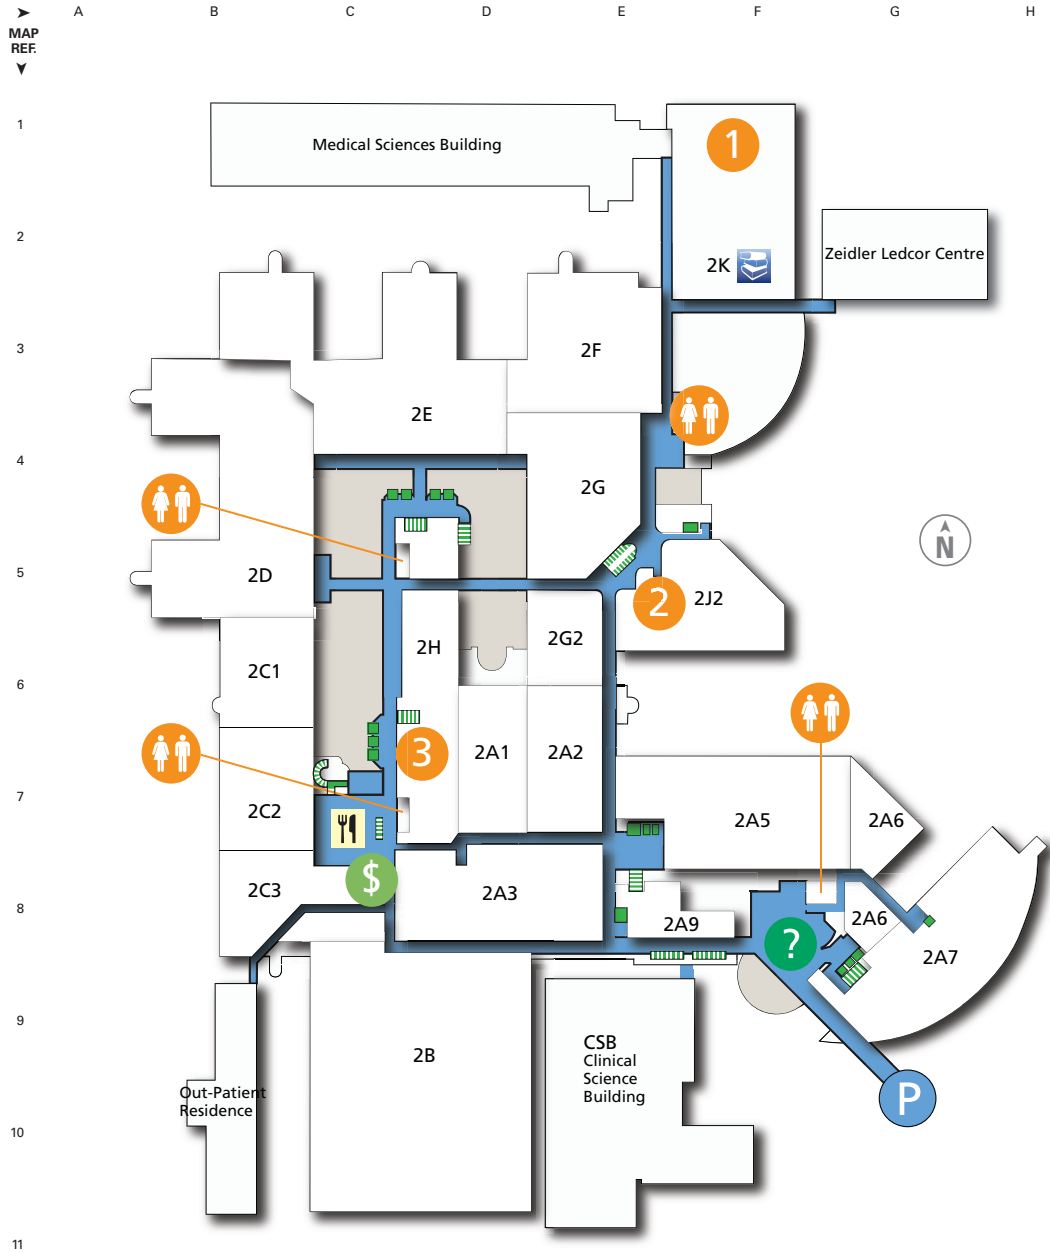 A B C D E F G H
MAP
REF.
1
Medical Sciences Building
1
2
Zeidler Ledcor Centre
2K
3
2F
2E
4
2G
N
5
2D
2J2
2
2G2
2H
2C1
6
3
2A1
2A2
7
2C2
2A5
2A6
$
2C3
2A3
8
2A9
2A6
?
2A7
9
CSB
Clinical
Science
Building
2B
Out-Patient
Residence
P
10
11